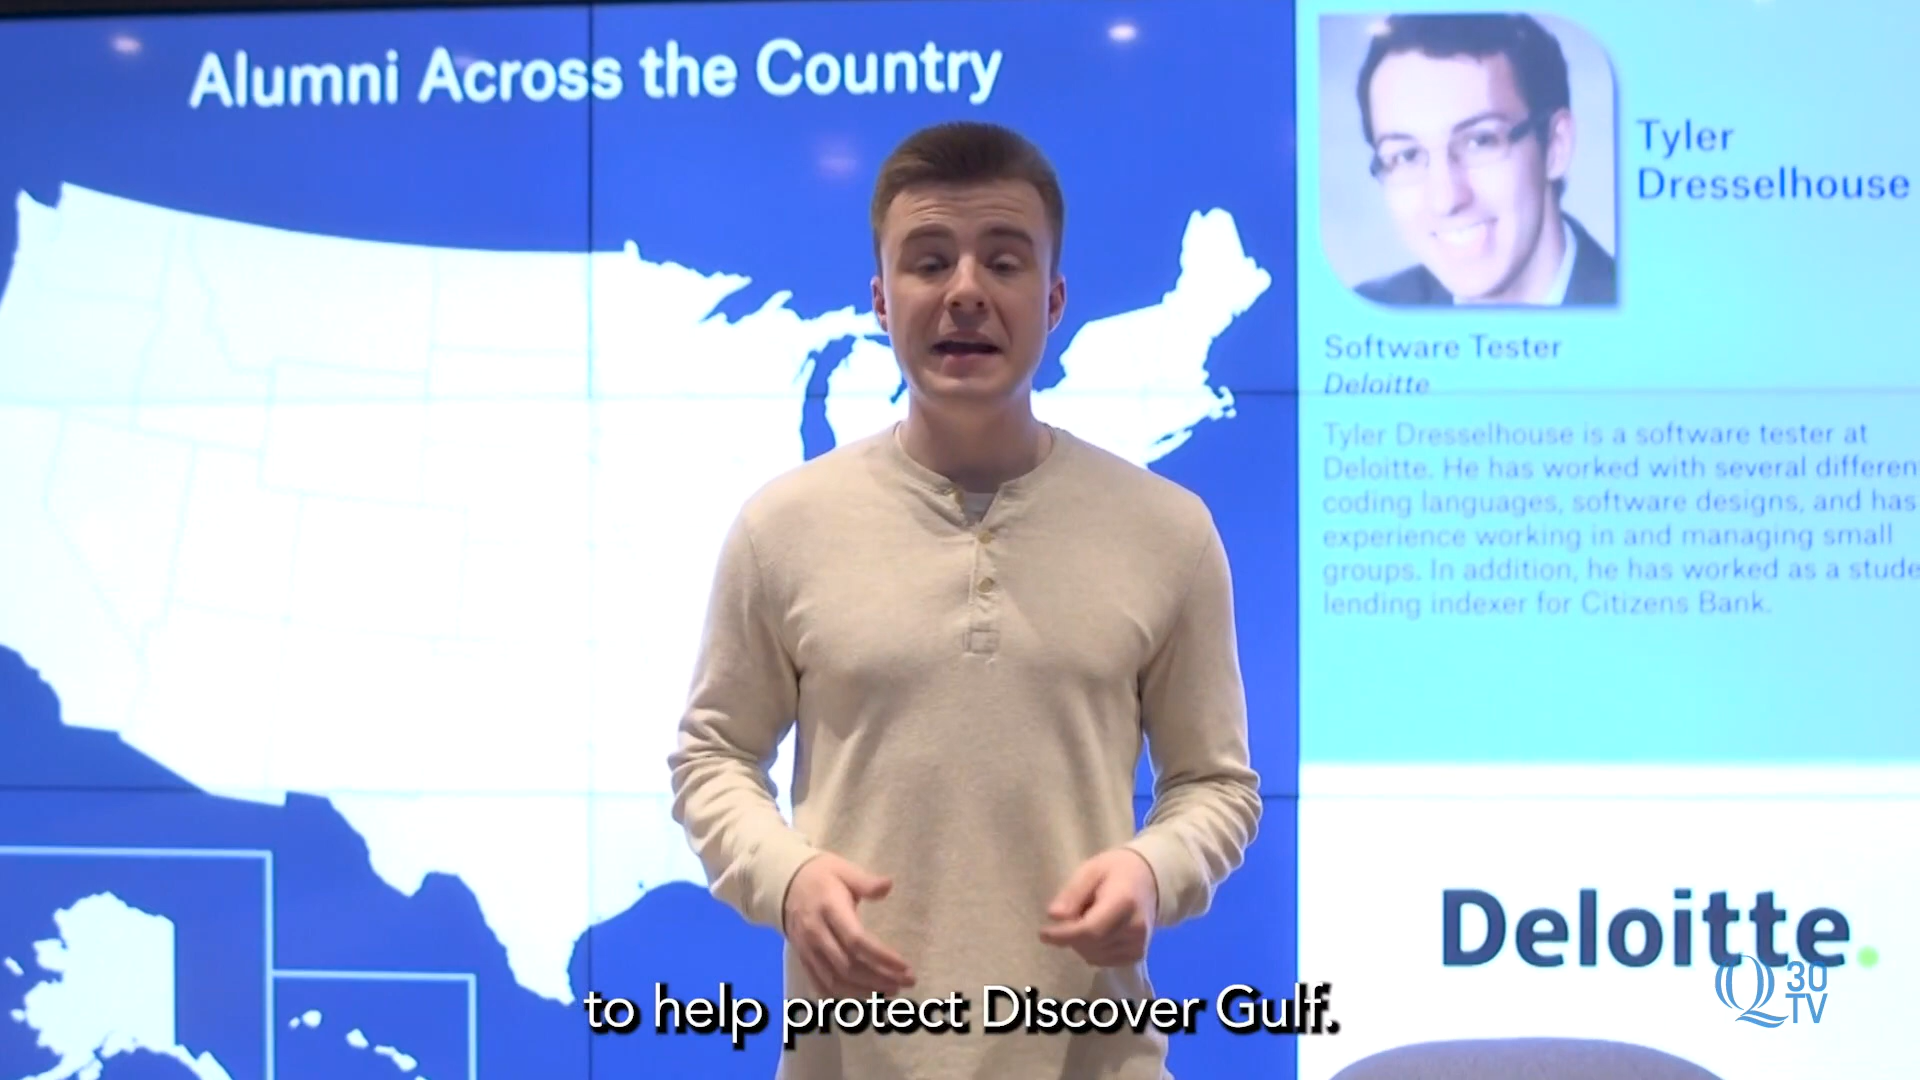 Alumni Across the Country
Tyler
Dresselhouse
Software Tester
Deloitte
Tyler Dresselhouse is a software tester at
Deloitte. He has worked with several differen
coding languages, software designs, and has
experience working in and managing small
groups. In addition, he has worked as a stude
lending indexer for Citizens Bank.
Deloitte.
Q30
TV
to help protect Discover Gulf.